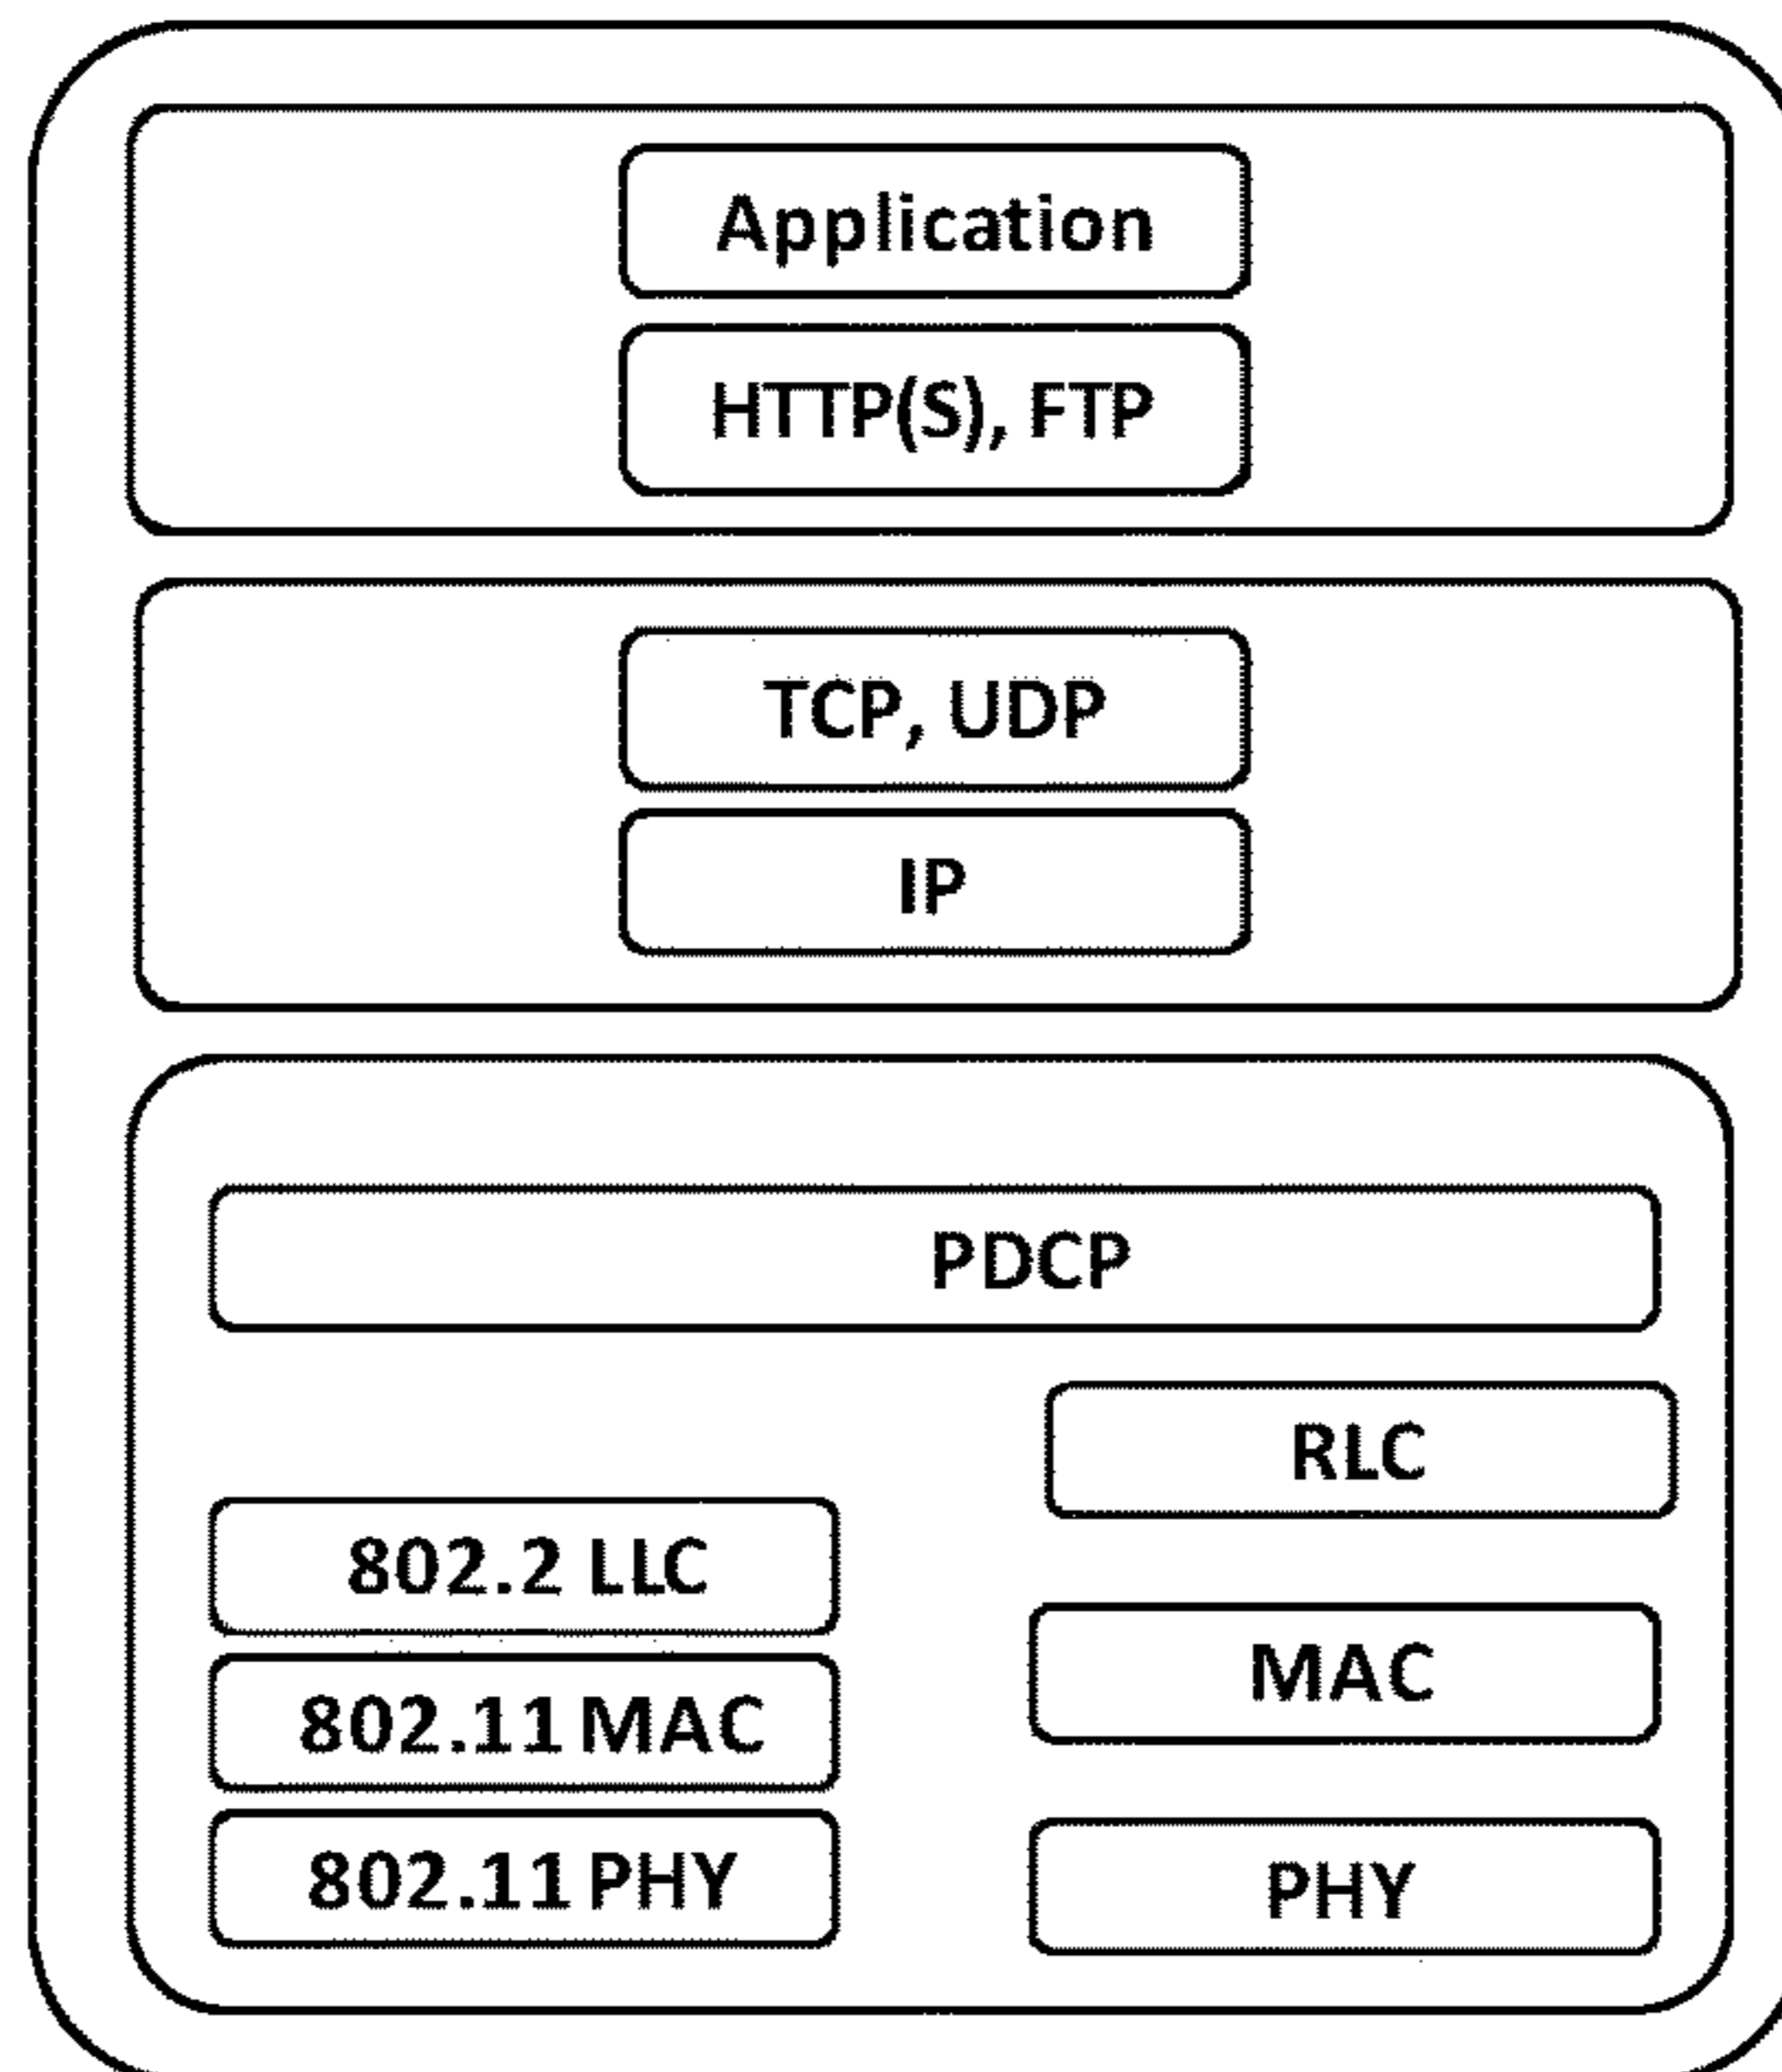 Application
HTTP(S), FTP
TCP, UDP
IP
PDCP
RLC
802.2 LLC
MAC
802.11 MAC
802.11 PHY
PHY